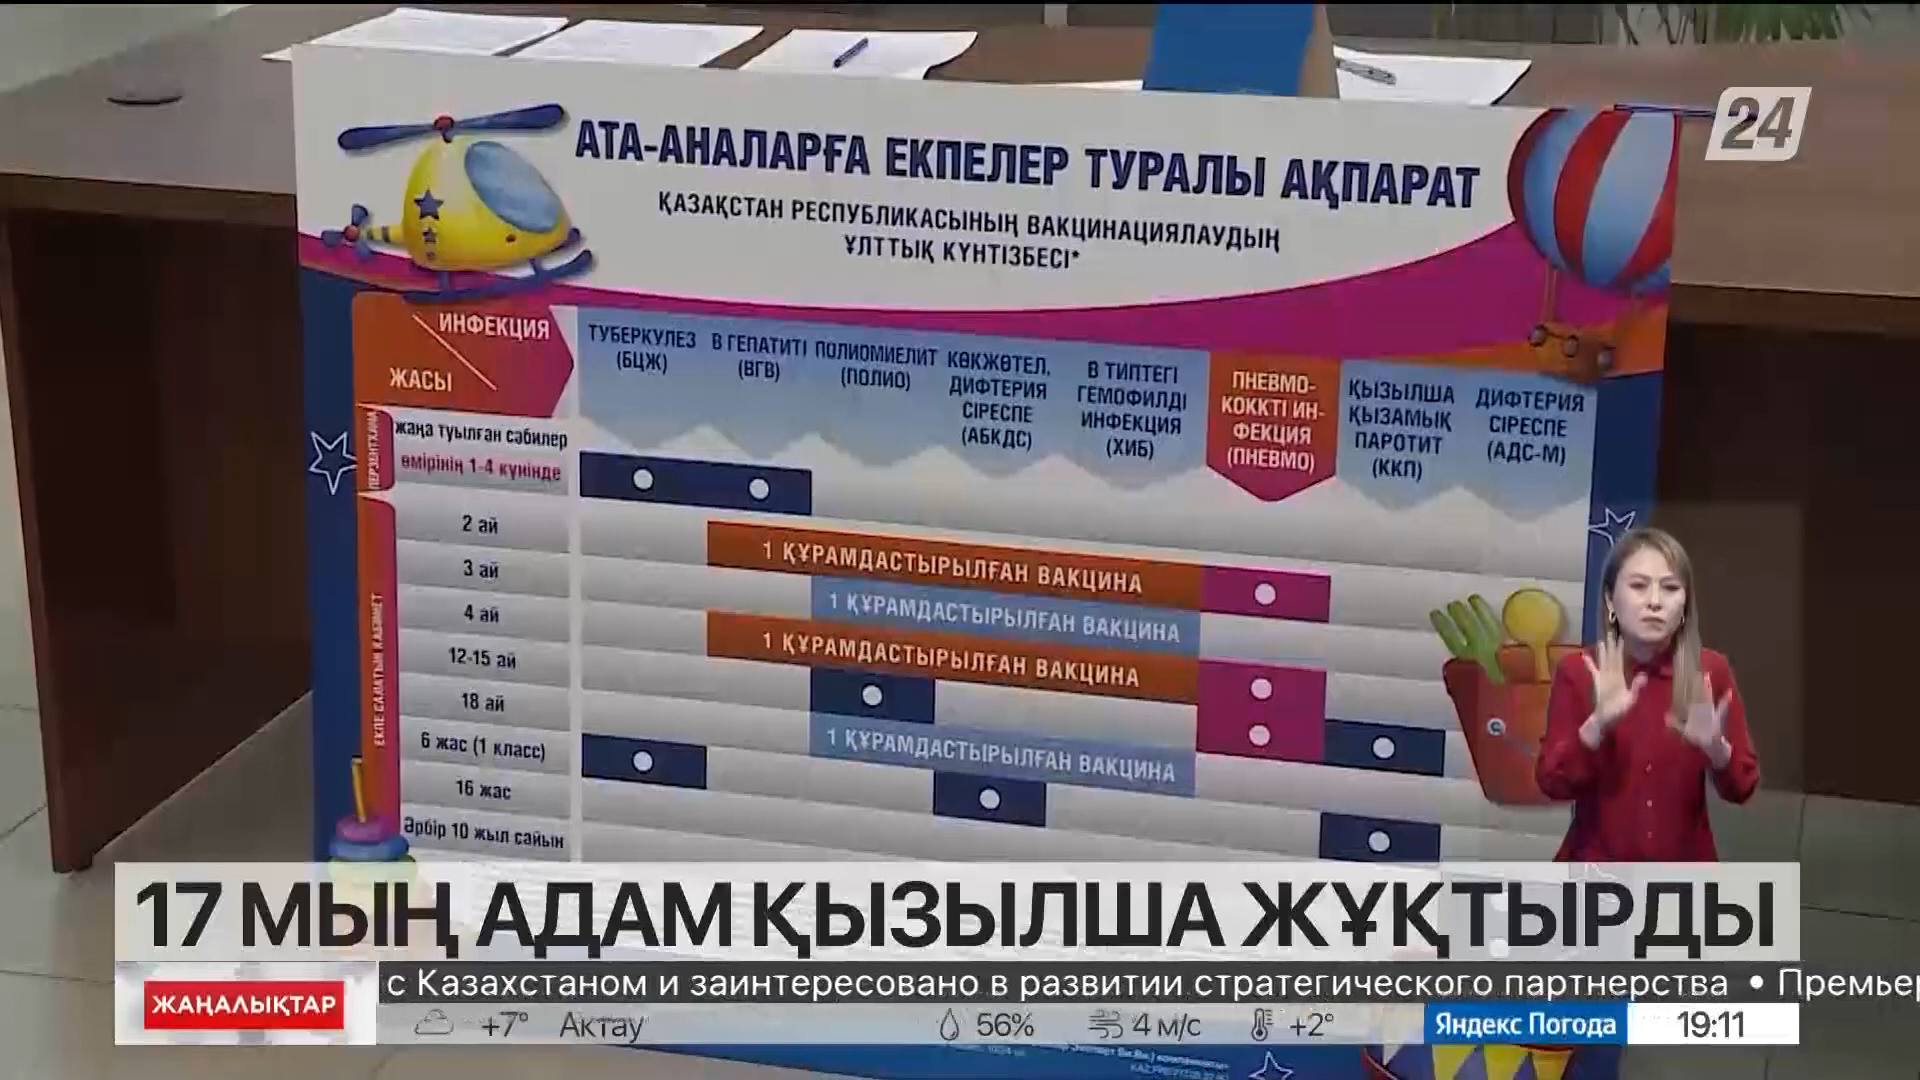 24
АТА-АНАЛАРҒА ЕКПЕЛЕР ТУРАЛЫ АҚПАРАТ
ҚАЗАҚСТАН РЕСПУБЛИКАСЫНЫҢ ВАКЦИНАЦИЯЛАУДЫҢ
ҰЛТТЫҚ КҮНТІЗБЕСІ*
ИНФЕКЦИЯ
ЖАСЫ
ТУБЕРКУЛЕЗ
(БЦЖ)
В ГЕПАТИТІ
(ВГВ)
ПОЛИОМИЕЛИТ
(ПОЛИО)
КӨКЖӨТЕЛ,
ДИФТЕРИЯ
СІРЕСПЕ
(АБКДС)
В ТИПТЕГІ
ГЕМОФИЛДІ
ИНФЕКЦИЯ
(ХИБ)
ПНЕВМО-
КОККТІ ИН-
ФЕКЦИЯ
(ПНЕВМО)
ҚЫЗЫЛША
ҚЫЗАМЫҚ
ПАРОТИТ
(ККП)
ДИФТЕРИЯ
СІРЕСПЕ
(АДС-М)
ПЕРЗЕНТХАНА
жаңа туылған сәбилер
өмірінің 1-4 күнінде
ЕКПЕ САЛАТЫН КАБИНЕТ
2 ай
1 ҚҰРАМДАСТЫРЫЛҒАН ВАКЦИНА
3 ай
1 ҚҰРАМДАСТЫРЫЛҒАН ВАКЦИНА
4 ай
1 ҚҰРАМДАСТЫРЫЛҒАН ВАКЦИНА
12-15 ай
18 ай
1 ҚҰРАМДАСТЫРЫЛҒАН ВАКЦИНА
6 жас (1 класс)
16 жас
Әрбір 10 жыл сайын
17 МЫҢ АДАМ ҚЫЗЫЛША ЖҰҚТЫРДЫ
ЖАҢАЛЫҚТАР
с Казахстаном и заинтересовано в развитии стратегического партнерства • Премьер
+7° Актау 56% 4 м/с +2° Яндекс Погода 19:11